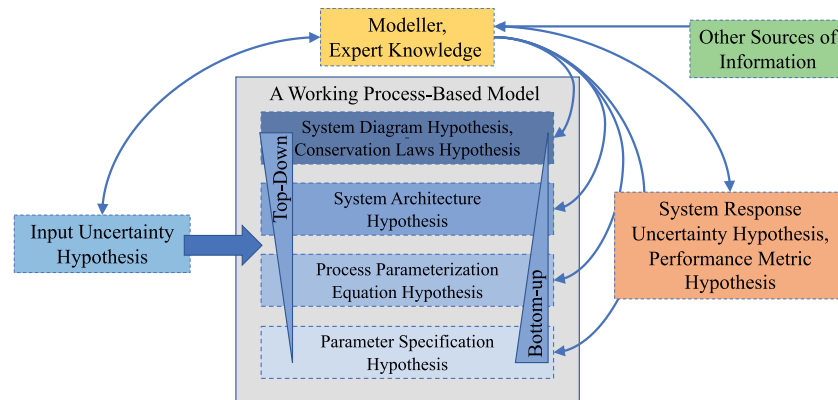 Modeller,
Expert Knowledge
Other Sources of
Information
A Working Process-Based Model
System Diagram Hypothesis,
Conservation Laws Hypothesis
Top-Down
System Architecture
Hypothesis
Input Uncertainty
Hypothesis
Process Parameterization
Equation Hypothesis
Bottom-up
Parameter Specification
Hypothesis
System Response
Uncertainty Hypothesis,
Performance Metric
Hypothesis